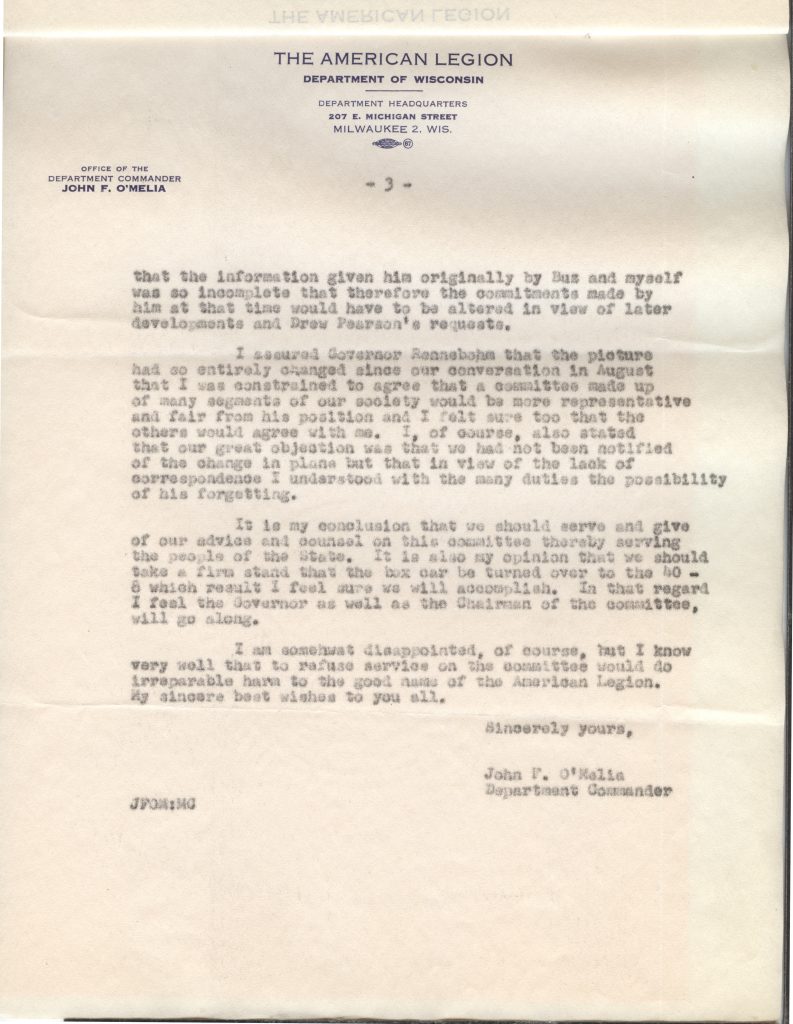 THE AMERICAN LEGION
THE AMERICAN LEGION
DEPARTMENT OF WISCONSIN
DEPARTMENT HEADQUARTERS
207 E. MICHIGAN STREET
MILWAUKEE 2, WIS.
OFFICE OF THE
DEPARTMENT COMMANDER
JOHN F. O'MELIA
- 3 -
that the information given him originally by Buz and myself
was so incomplete that therefore the commitments made by
him at that time would have to be altered in view of later
developments and Drew Pearson's requests.
I assured Governor Rennebohm that the picture
had so entirely changed since our conversation in August
that I was constrained to agree that a committee made up
of many segments of our society would be more representative
and fair from his position and I felt sure too that the
others would agree with me. I, of course, also stated
that our great objection was that we had not been notified
of the change in plans but that in view of the lack of
correspondence I understood with the many duties the possibility
of his forgetting.
It is my conclusion that we should serve and give
of our advice and counsel on this committee thereby serving
the people of the State. It is also my opinion that we should
take a firm stand that the box car be turned over to the 40 -
8 which result I feel sure we will accomplish. In that regard
I feel the Governor as well as the Chairman of the committee,
will go along.
I am somehwat disappointed, of course, but I know
very well that to refuse service on the committee would do
irreparable harm to the good name of the American Legion.
My sincere best wishes to you all.
Sincerely yours,
John F. O'Melia
Department Commander
JFOM:MC